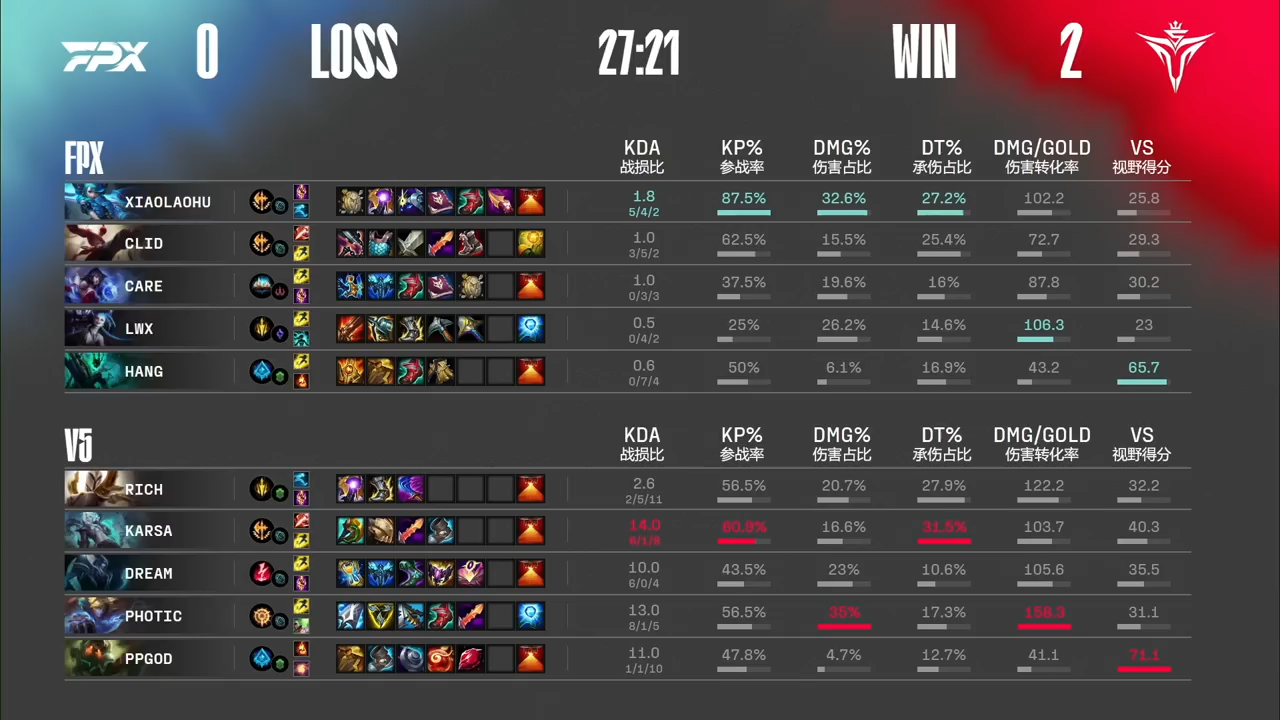 FPX 0 LOSS 27:21 WIN 2
FPX KDA KP% DMG% DT% DMG/GOLD VS
战损比 参战率 伤害占比 承伤占比 伤害转化率 视野得分
XIAOLAOHU 1.8 87.5% 32.6% 27.2% 102.2 25.8
5/4/2
CLID 1.0 62.5% 15.5% 25.4% 72.7 29.3
3/5/2
CARE 1.0 37.5% 19.6% 16% 87.8 30.2
0/3/3
LWX 0.5 25% 26.2% 14.6% 106.3 23
0/4/2
HANG 0.6 50% 6.1% 16.9% 43.2 65.7
0/7/4
V5 KDA KP% DMG% DT% DMG/GOLD VS
战损比 参战率 伤害占比 承伤占比 伤害转化率 视野得分
RICH 2.6 56.5% 20.7% 27.9% 122.2 32.2
2/5/11
KARSA 14.0 60.9% 16.6% 31.5% 103.7 40.3
6/1/8
DREAM 10.0 43.5% 23% 10.6% 105.6 35.5
6/0/4
PHOTIC 13.0 56.5% 35% 17.3% 158.3 31.1
8/1/5
PPGOD 11.0 47.8% 4.7% 12.7% 41.1 71.1
1/1/10